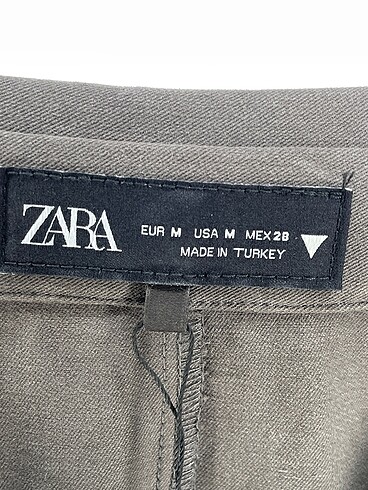 ZARA
EUR M USA M MEX 28
MADE IN TURKEY